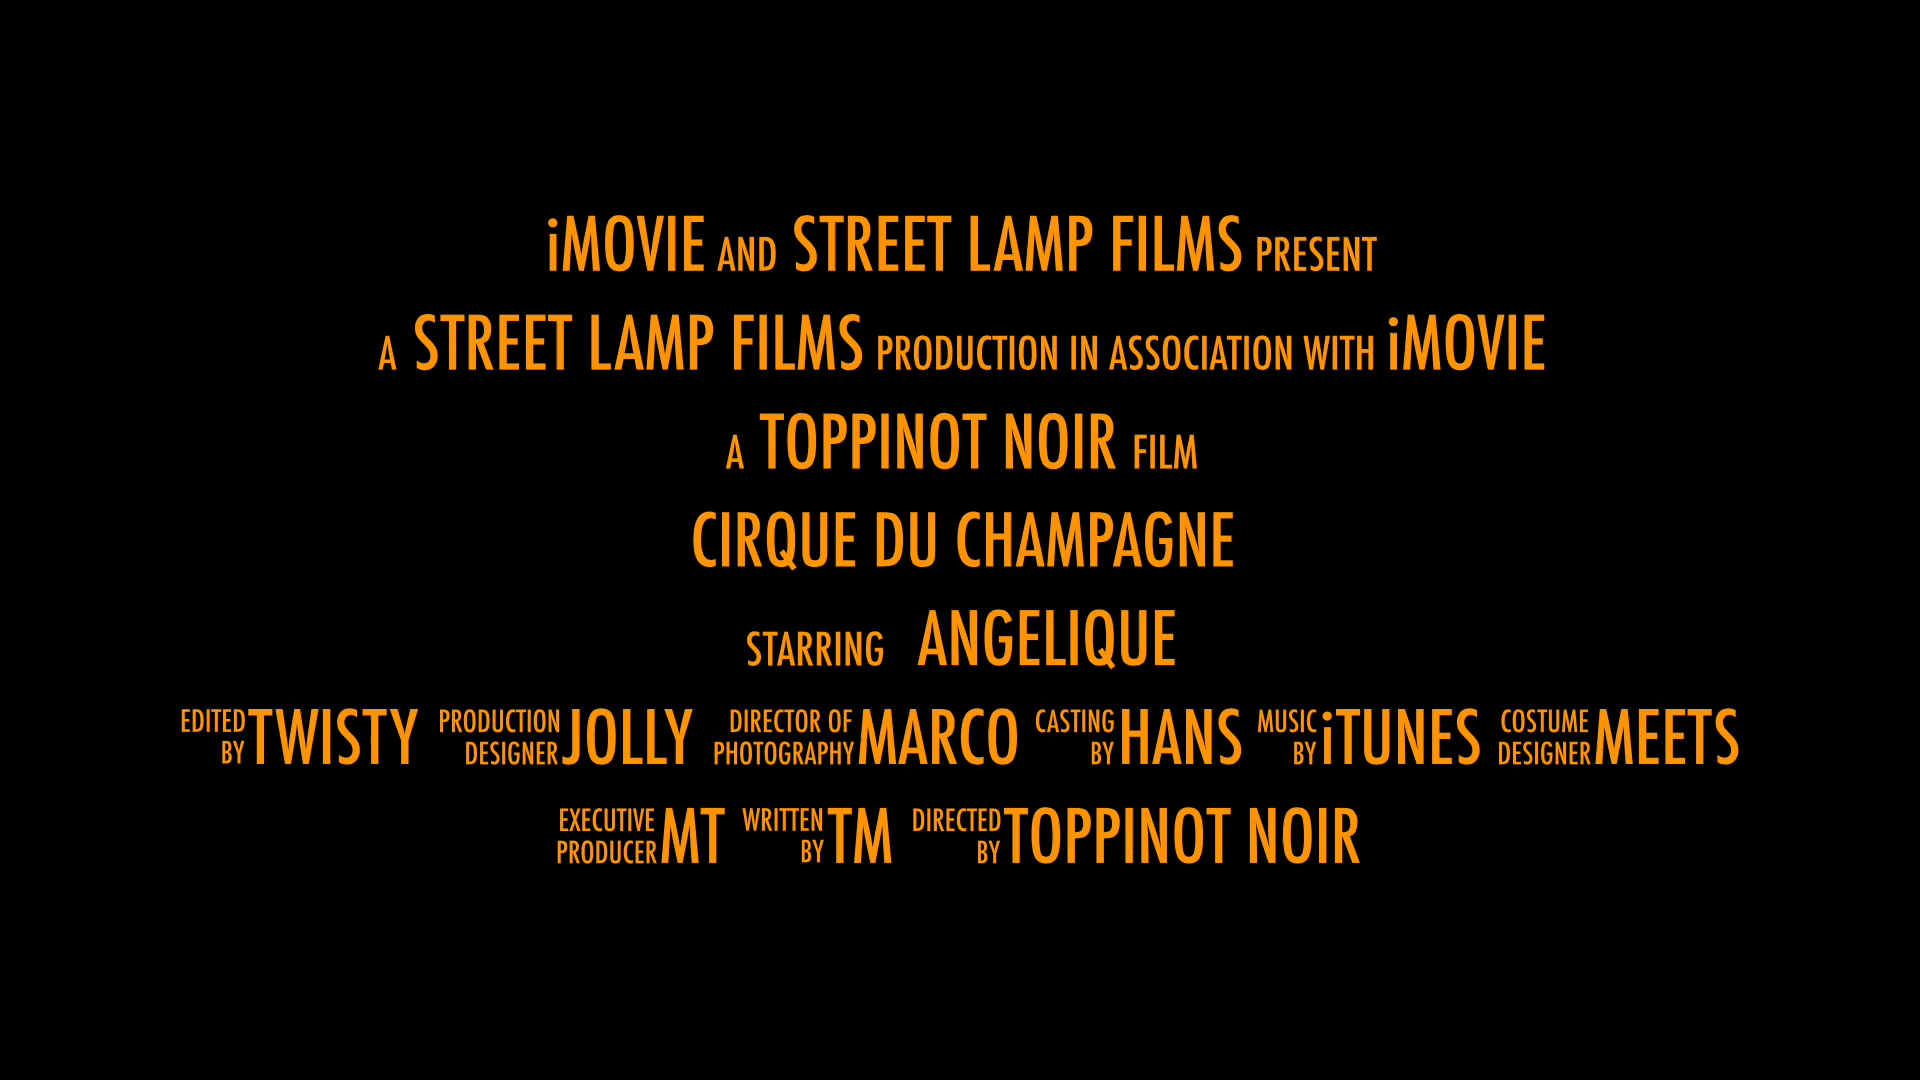 iMOVIE AND STREET LAMP FILMS PRESENT
A STREET LAMP FILMS PRODUCTION IN ASSOCIATION WITH iMOVIE
A TOPPINOT NOIR FILM
CIRQUE DU CHAMPAGNE
STARRING ANGELIQUE
EDITED BY TWISTY PRODUCTION DESIGNER JOLLY DIRECTOR OF PHOTOGRAPHY MARCO CASTING BY HANS MUSIC BY iTUNES COSTUME DESIGNER MEETS
EXECUTIVE PRODUCER MT WRITTEN BY TM DIRECTED BY TOPPINOT NOIR